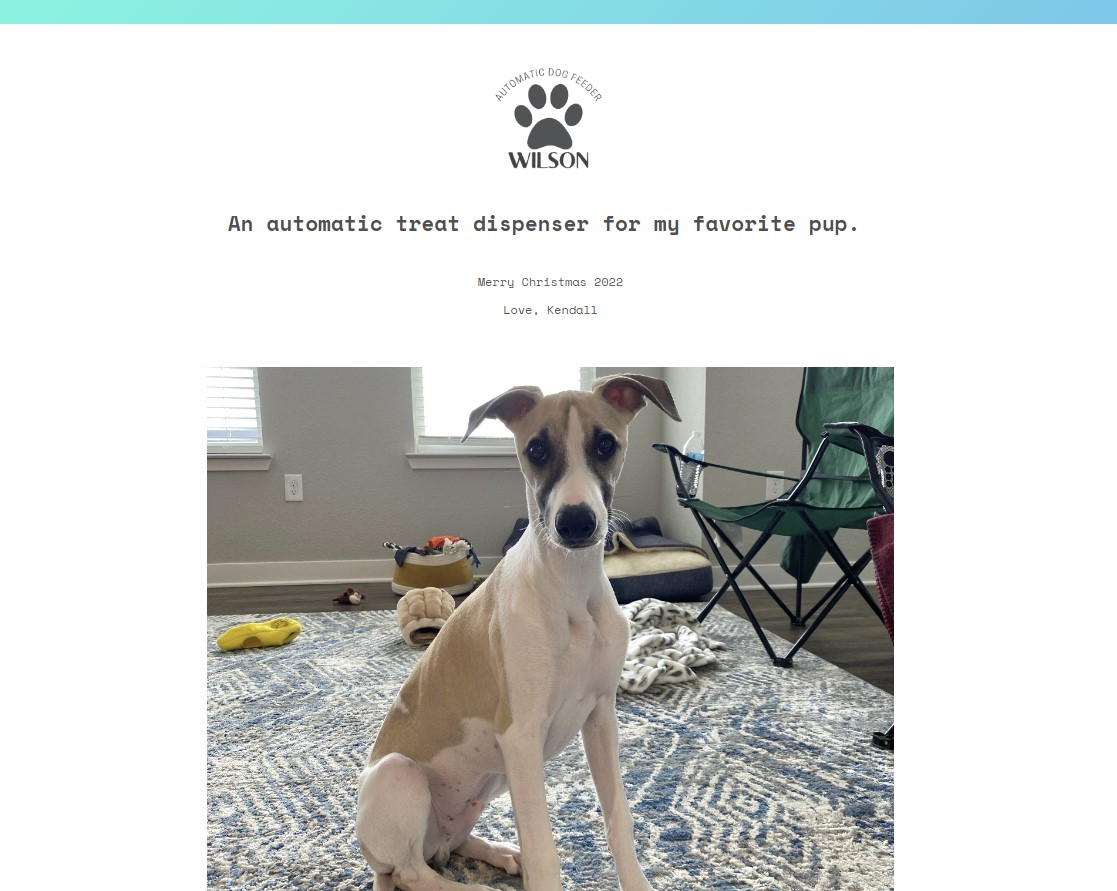 AUTOMATIC DOG FEEDER
WILSON
An automatic treat dispenser for my favorite pup.
Merry Christmas 2022
Love, Kendall